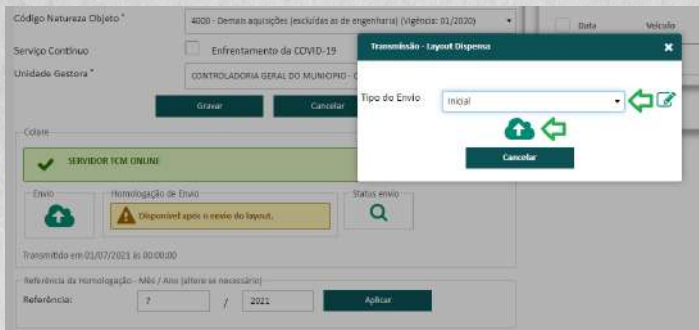 Código Natureza Objeto *
4000 - Demais aquisições (excluídas as de engenharia) (Vigência: 01/2020)
Serviço Contínuo
Enfrentamento da COVID-19
Unidade Gestora *
CONTROLADORIA GERAL DO MUNICIPIO - C
Gravar
Cancelar
Data
Veículo
Transmissão - Layout Dispensa
Tipo do Envio
Inicial
Cancelar
Colare
SERVIDOR TCM ONLINE
Envio
Homologação de Envio
Status envio
Disponível após o envio do layout.
Transmitido em 01/07/2021 às 00:00:00
Referência da Homologação - Mês / Ano (altere se necessário)
Referência:
7
/
2021
Aplicar